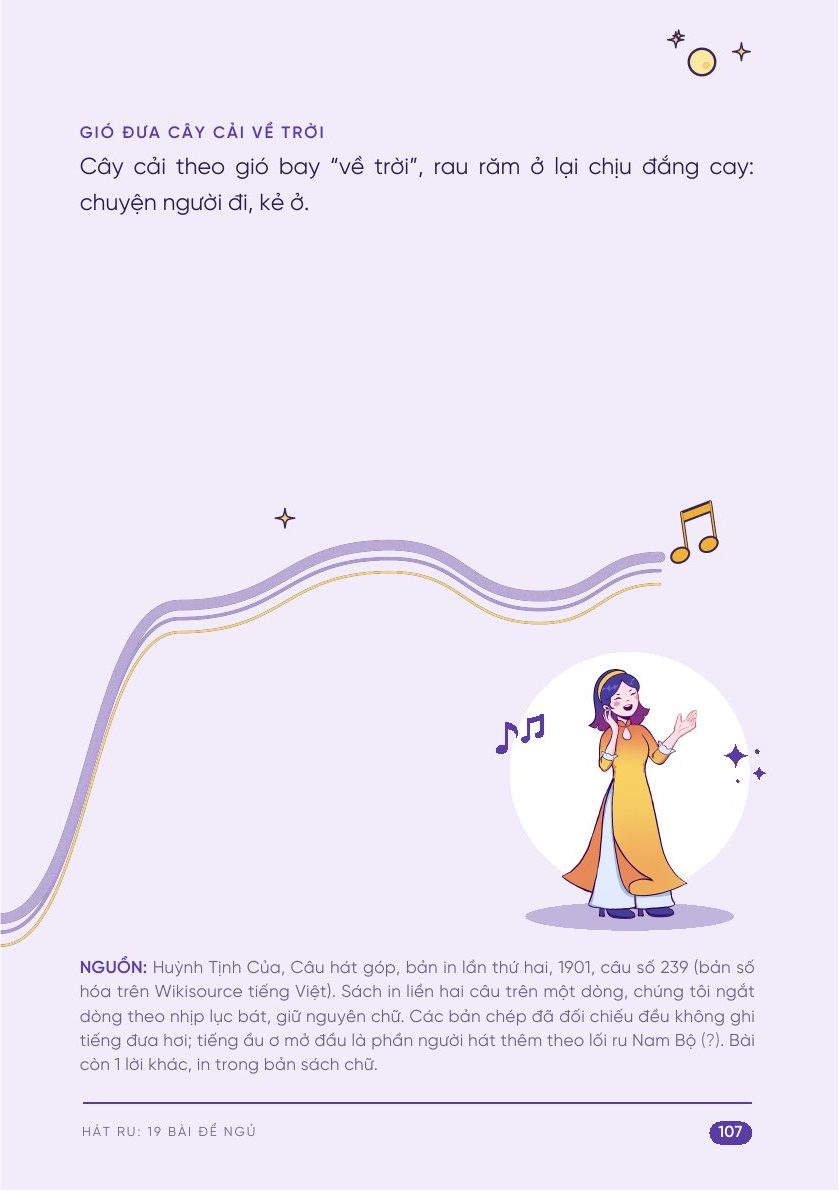 GIÓ ĐƯA CÂY CẢI VỀ TRỜI
Cây cải theo gió bay “về trời”, rau răm ở lại chịu đắng cay:
chuyện người đi, kẻ ở.
NGUỒN: Huỳnh Tịnh Của, Câu hát góp, bản in lần thứ hai, 1901, câu số 239 (bản số
hóa trên Wikisource tiếng Việt). Sách in liền hai câu trên một dòng, chúng tôi ngắt
dòng theo nhịp lục bát, giữ nguyên chữ. Các bản chép đã đối chiếu đều không ghi
tiếng đưa hơi; tiếng ầu ơ mở đầu là phần người hát thêm theo lối ru Nam Bộ (?). Bài
còn 1 lời khác, in trong bản sách chữ.
HÁT RU: 19 BÀI ĐỂ NGỦ
107